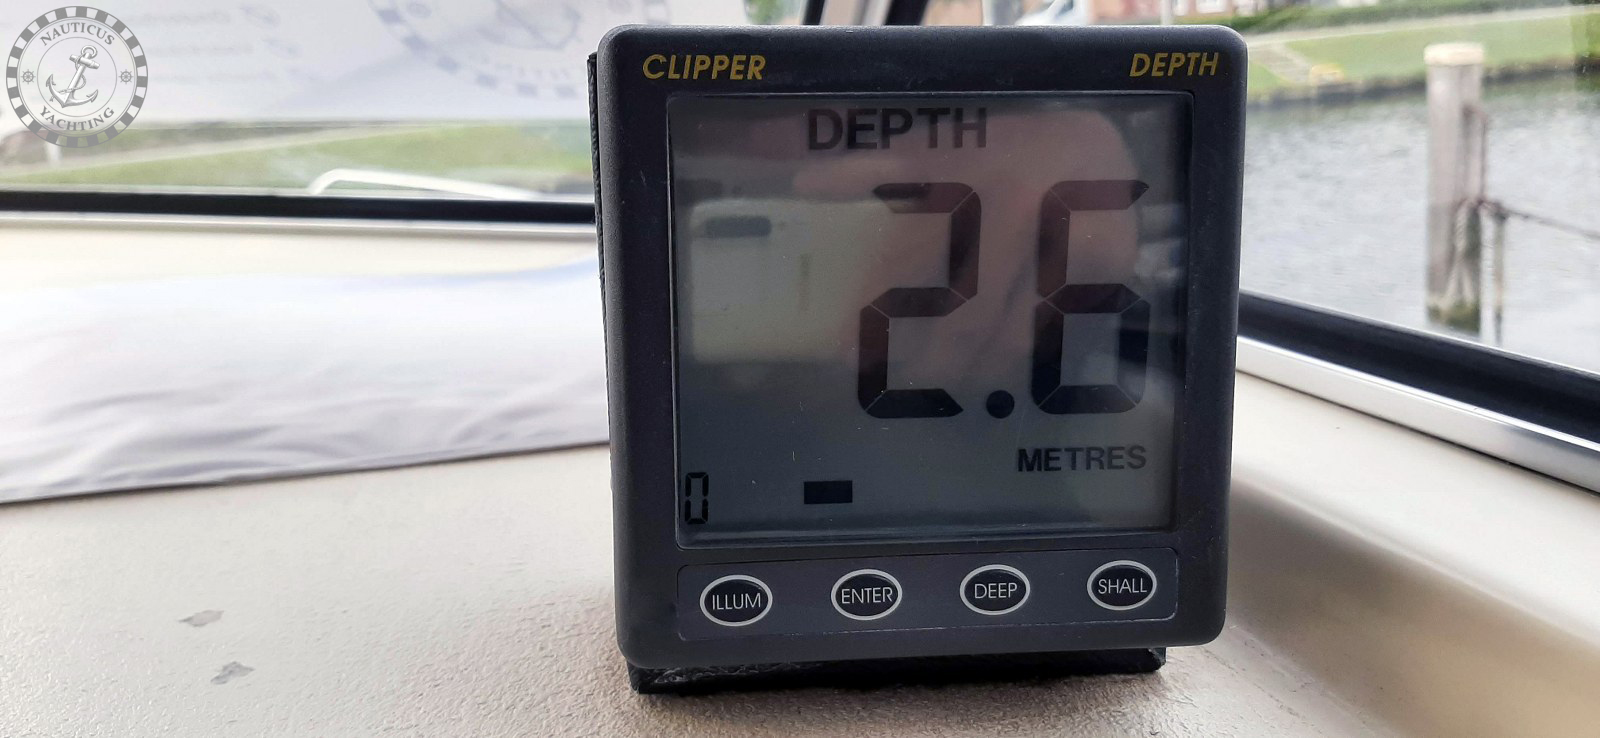 NAUTICUS
YACHTING
CLIPPER DEPTH
DEPTH
2.6
METRES
0
ILLUM ENTER DEEP SHALL